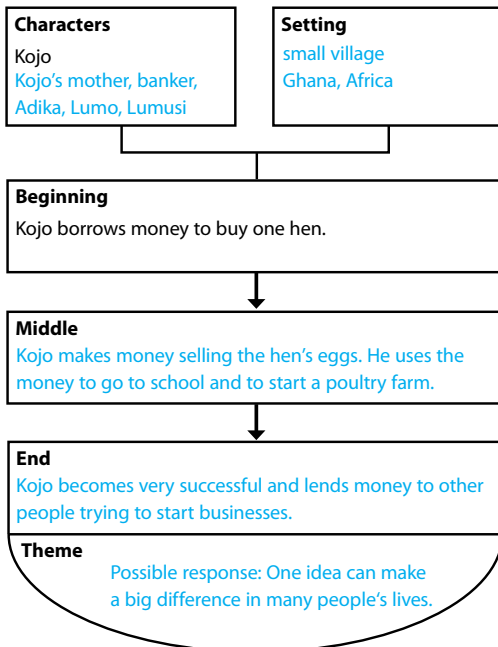 Characters
Kojo
Kojo's mother, banker,
Adika, Lumo, Lumusi
Setting
small village
Ghana, Africa
Beginning
Kojo borrows money to buy one hen.
Middle
Kojo makes money selling the hen's eggs. He uses the
money to go to school and to start a poultry farm.
End
Kojo becomes very successful and lends money to other
people trying to start businesses.
Theme
Possible response: One idea can make
a big difference in many people's lives.